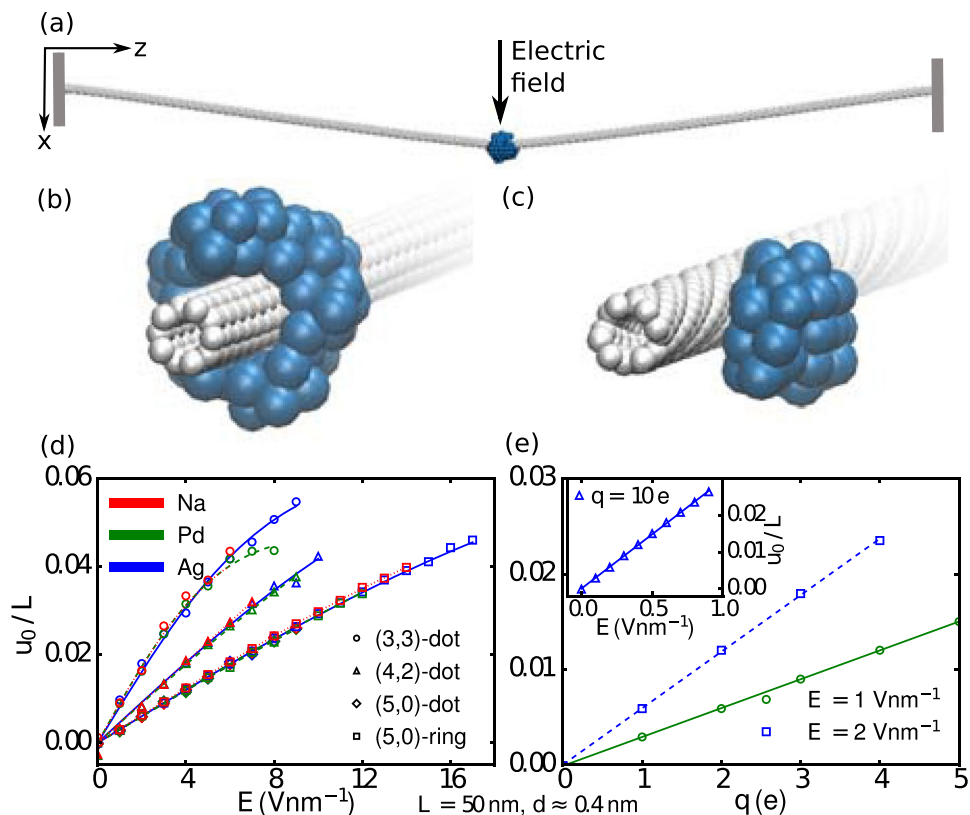 (a)
z
x
Electric
field
(b)
(c)
(d)
0.06
0.04
0.02
0.00
u₀/L
Na
Pd
Ag
(3,3)-dot
(4,2)-dot
(5,0)-dot
(5,0)-ring
0 4 8 12 16
E (Vnm⁻¹)
L = 50 nm, d ≈ 0.4 nm
(e)
0.03
0.02
0.01
0.00
q = 10 e
0.02
0.01
0.00
u₀/L
0.0 0.5 1.0
E (Vnm⁻¹)
E = 1 Vnm⁻¹
E = 2 Vnm⁻¹
0 1 2 3 4 5
q (e)